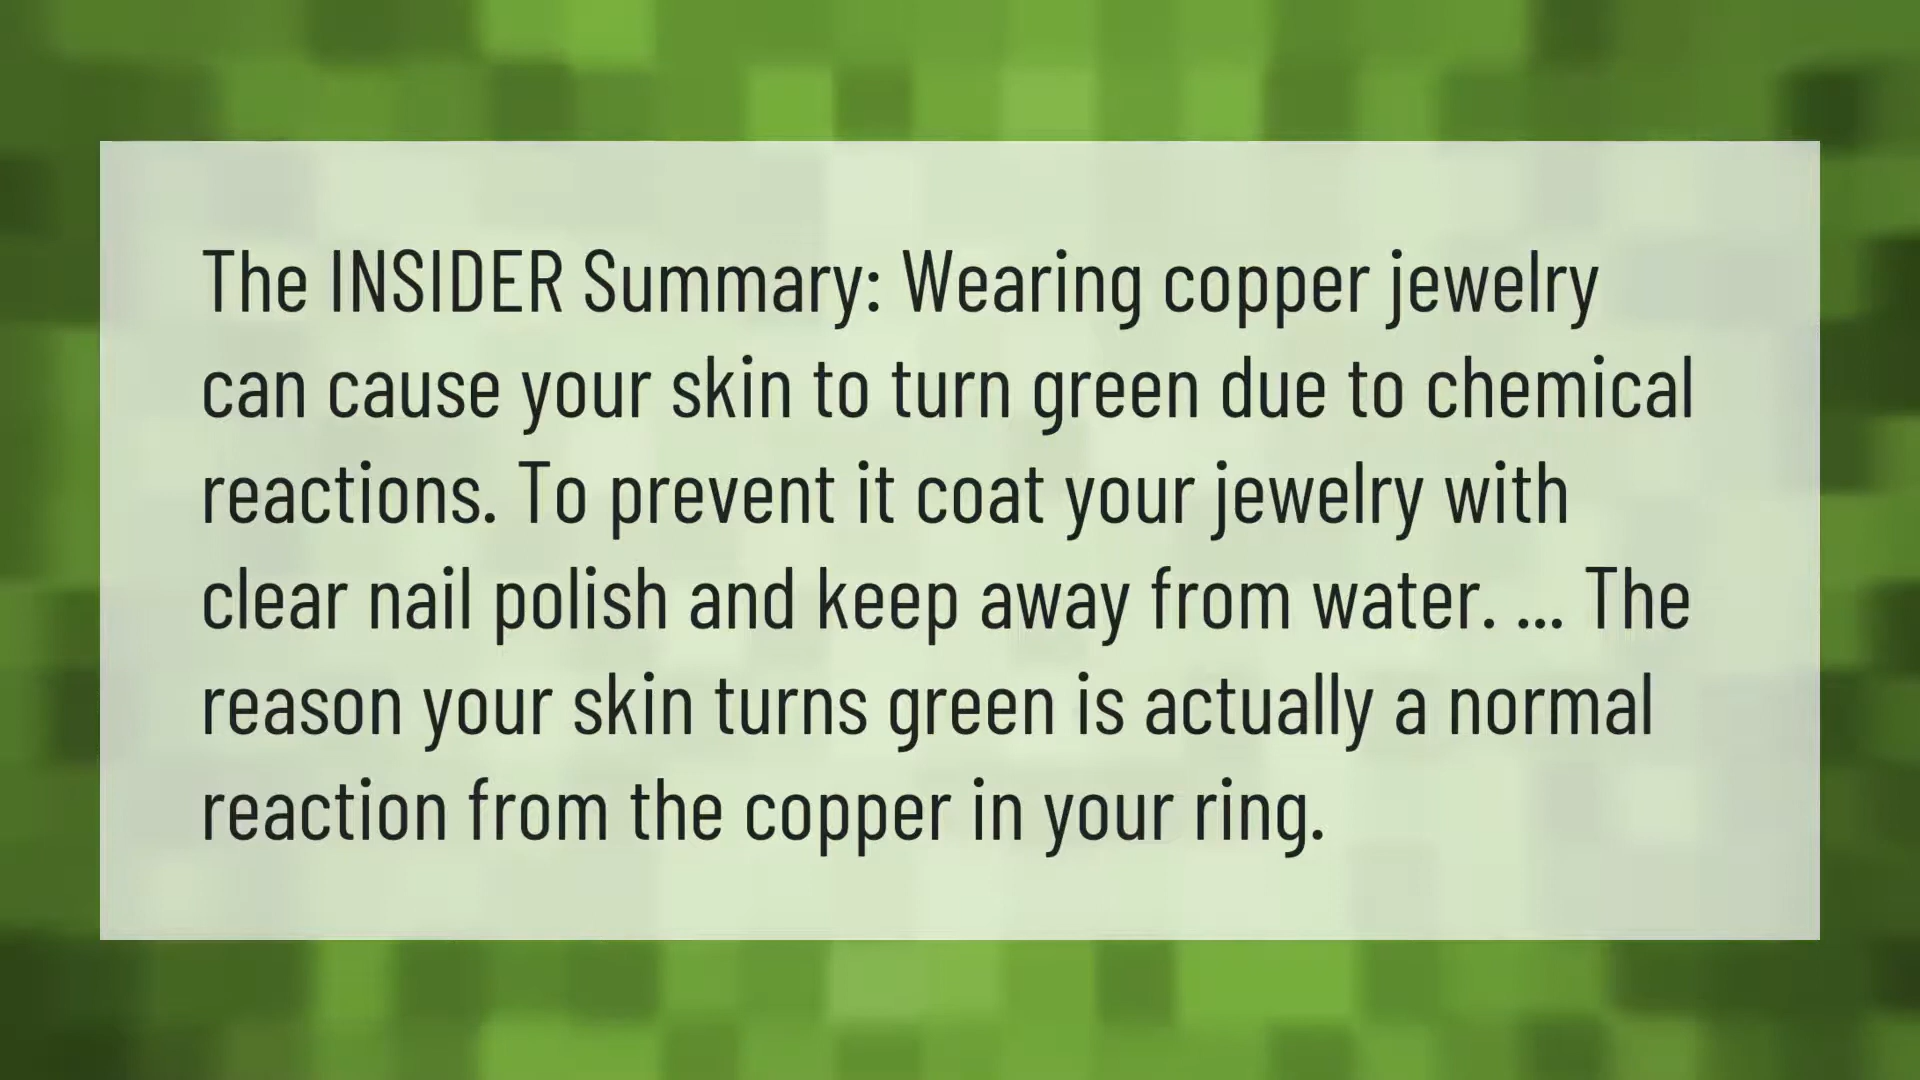 The INSIDER Summary: Wearing copper jewelry
can cause your skin to turn green due to chemical
reactions. To prevent it coat your jewelry with
clear nail polish and keep away from water. ... The
reason your skin turns green is actually a normal
reaction from the copper in your ring.